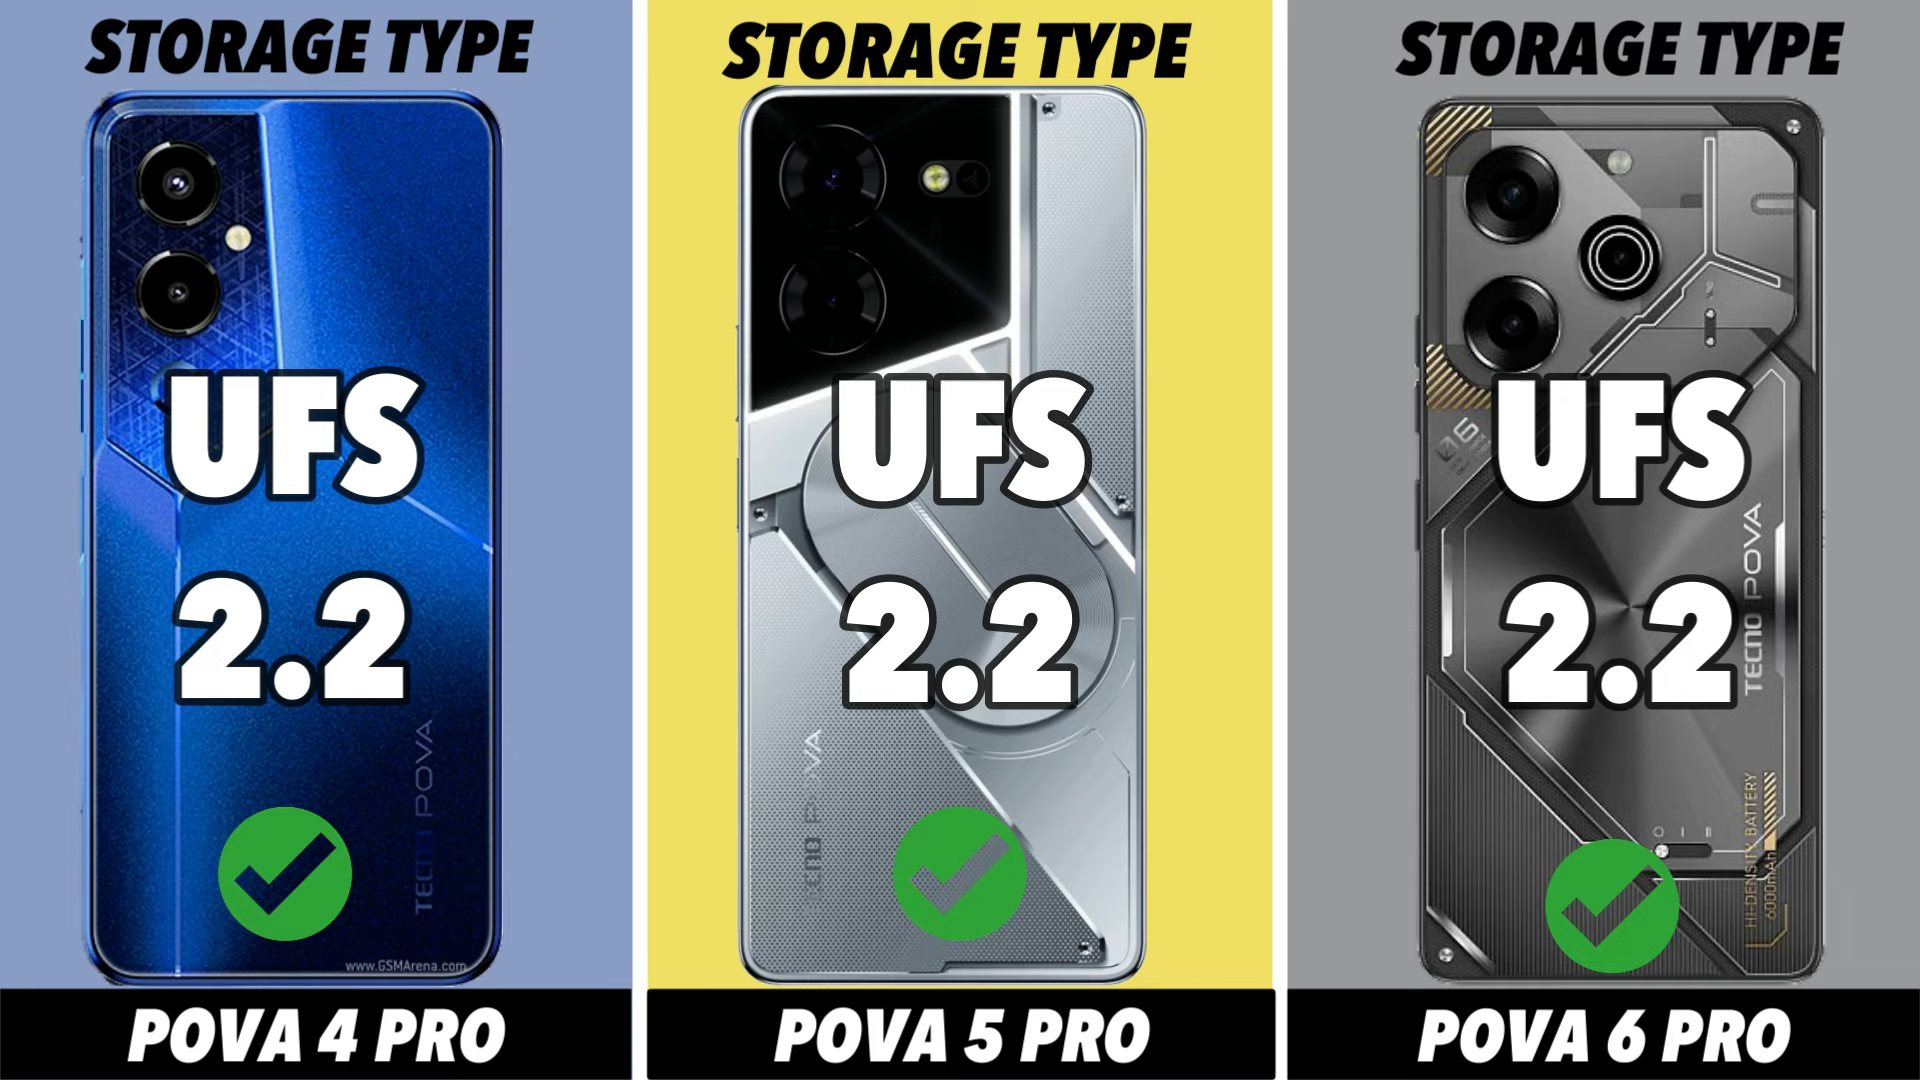 STORAGE TYPE
UFS
2.2
TECNO POVA
www.GSMArena.com
POVA 4 PRO
STORAGE TYPE
UFS
2.2
POVA 5 PRO
STORAGE TYPE
6
UFS
2.2
TECNO POVA
HI-DENSITY BATTERY
6000mAh
POVA 6 PRO